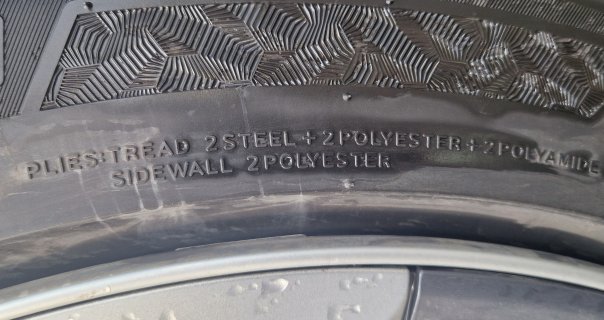 PLIES:TREAD 2STEEL+2POLYESTER+2POLYAMIDE
SIDEWALL 2POLYESTER